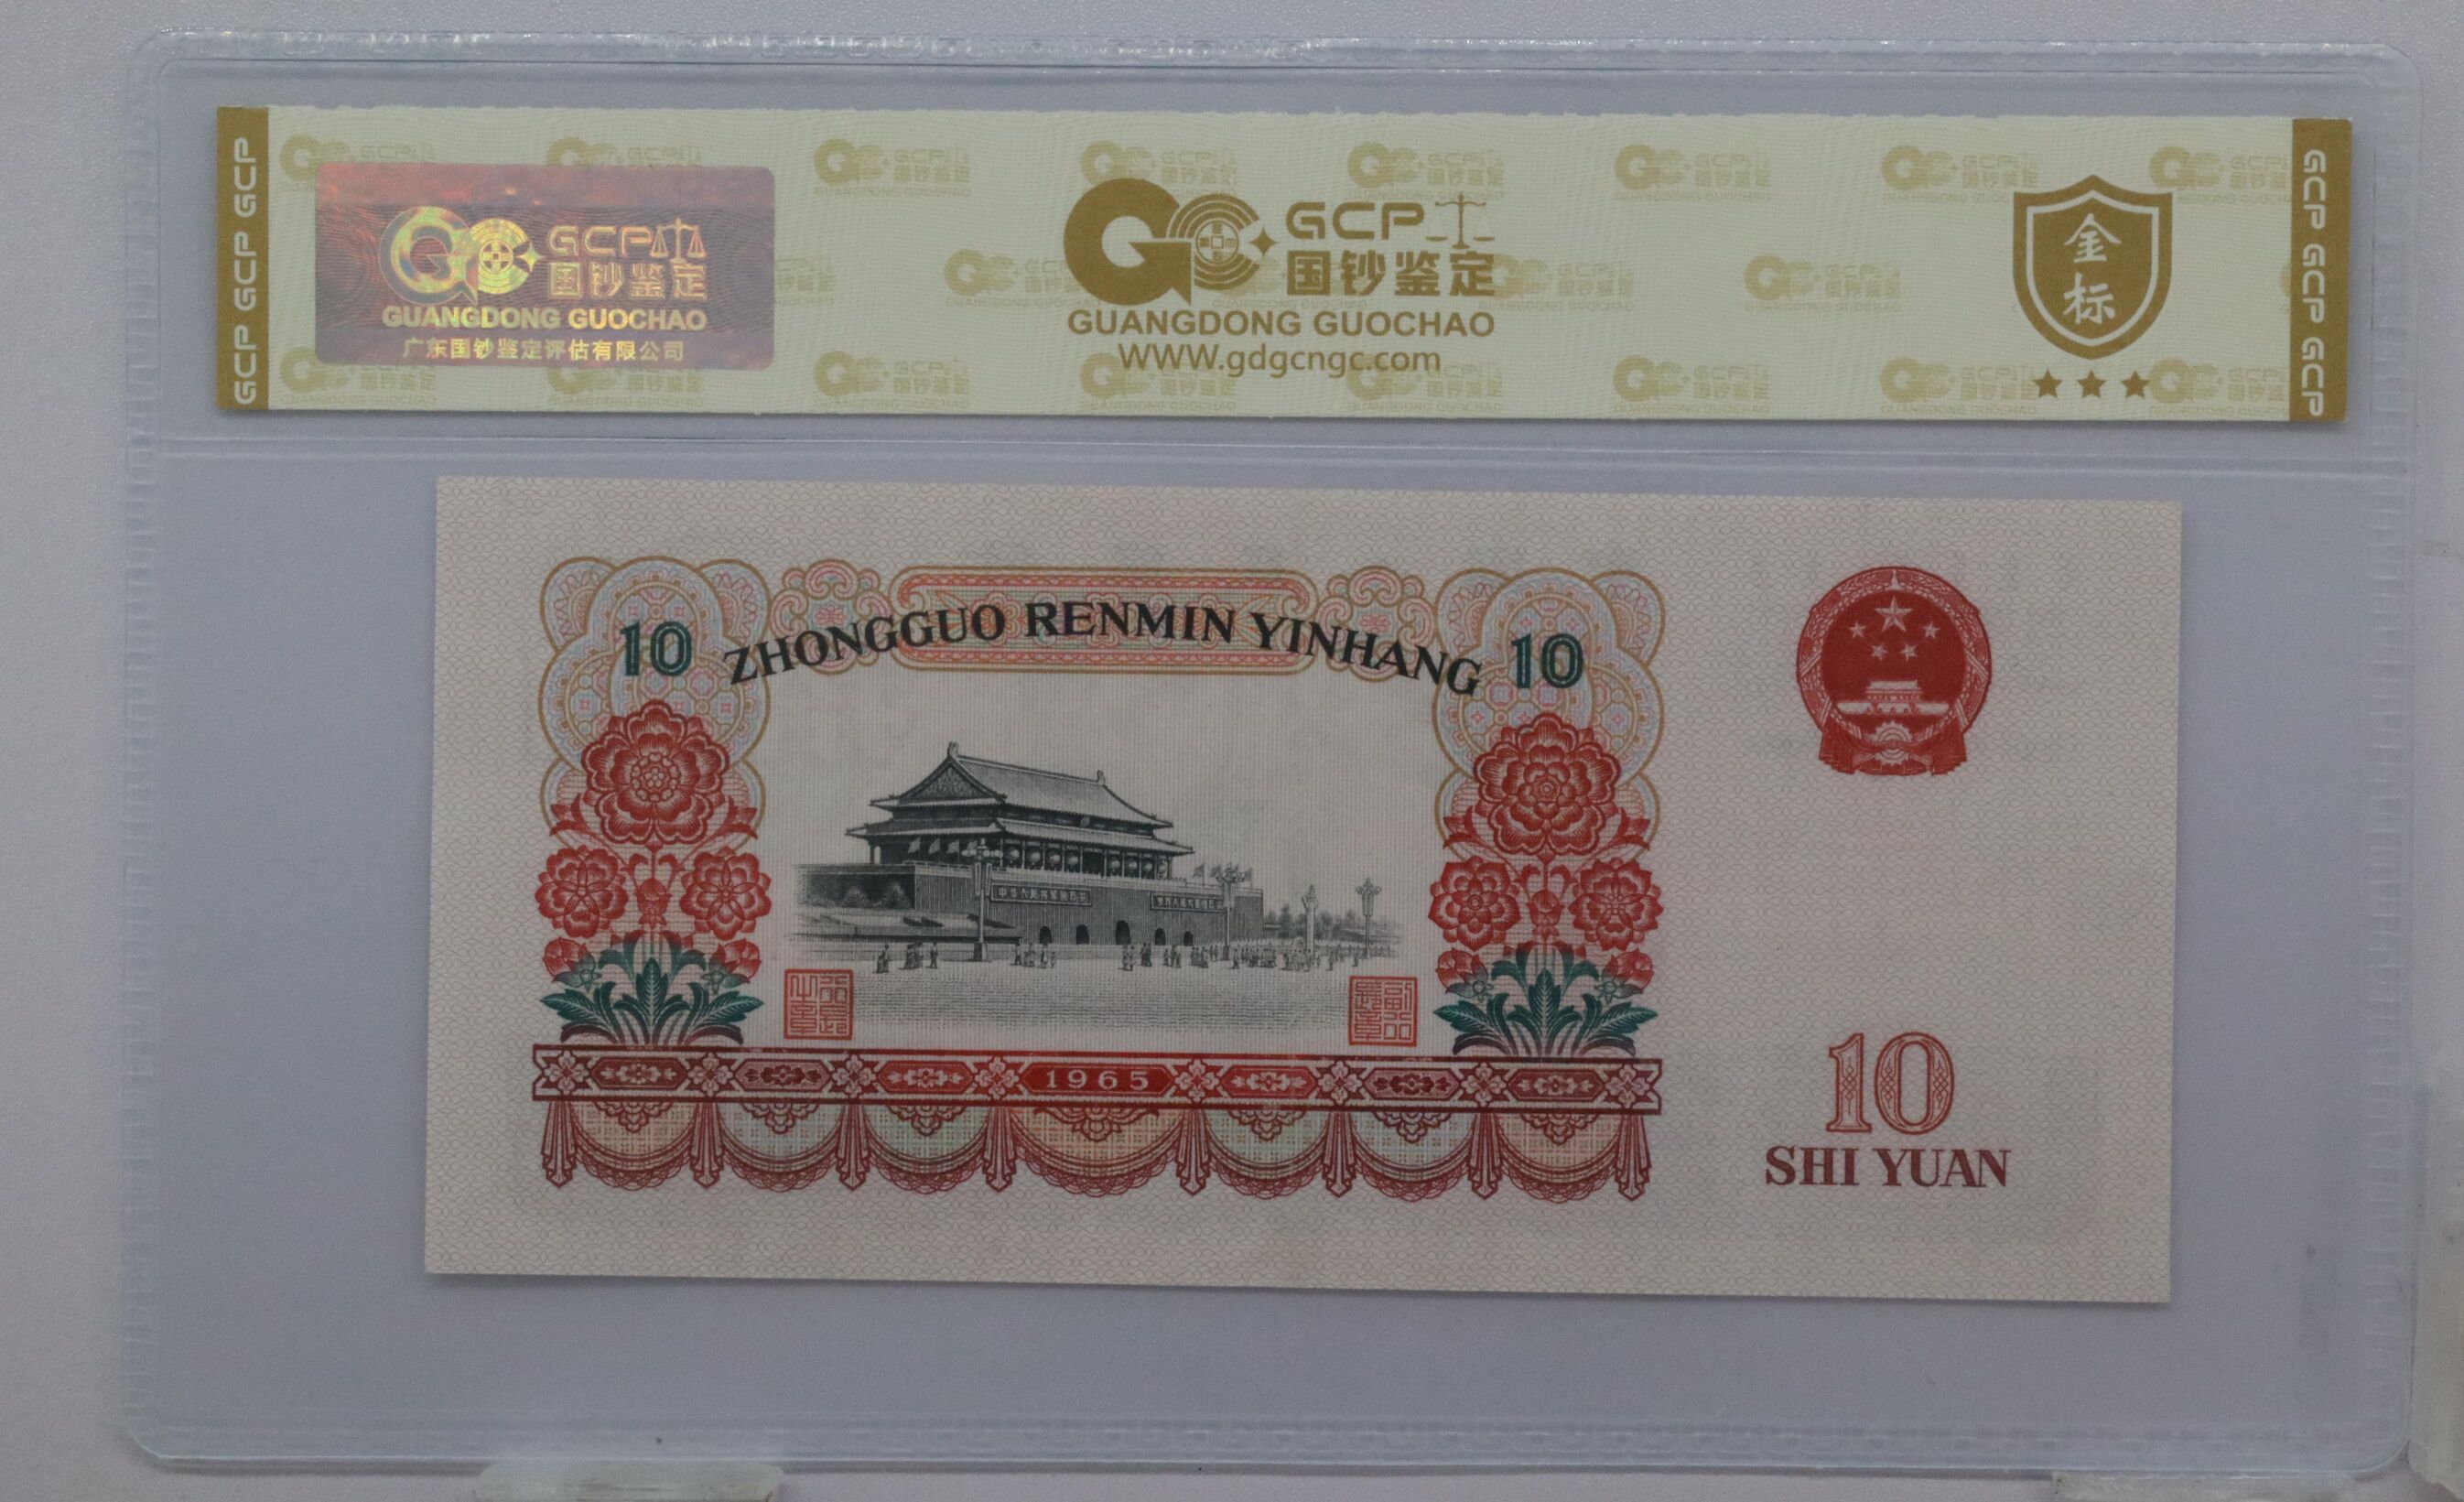 GCP GCP GCP
GCP
国钞鉴定
GUANGDONG GUOCHAO
广东国钞鉴定评估有限公司
GCP
国钞鉴定
GUANGDONG GUOCHAO
WWW.gdgcngc.com
金
标
GCP GCP GCP
10 ZHONGGUO RENMIN YINHANG 10
1965
10
SHI YUAN